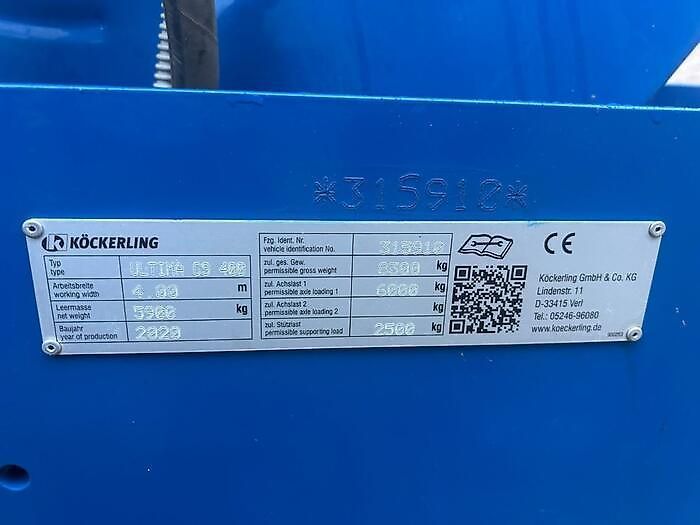 *315910*
KÖCKERLING
Typ
type
ULTIMA CS 400
Arbeitsbreite
working width
4.00 m
Leermasse
net weight
5900 kg
Baujahr
year of production
2020
Fzg. Ident. Nr.
vehicle identification No.
315910
zul. ges. Gew.
permissible gross weight
8500 kg
zul. Achslast 1
permissible axle loading 1
6000 kg
zul. Achslast 2
permissible axle loading 2
kg
zul. Stützlast
permissible supporting load
2500 kg
CE
Köckerling GmbH & Co. KG
Lindenstr. 11
D-33415 Verl
Tel.: 05246-96080
www.koeckerling.de